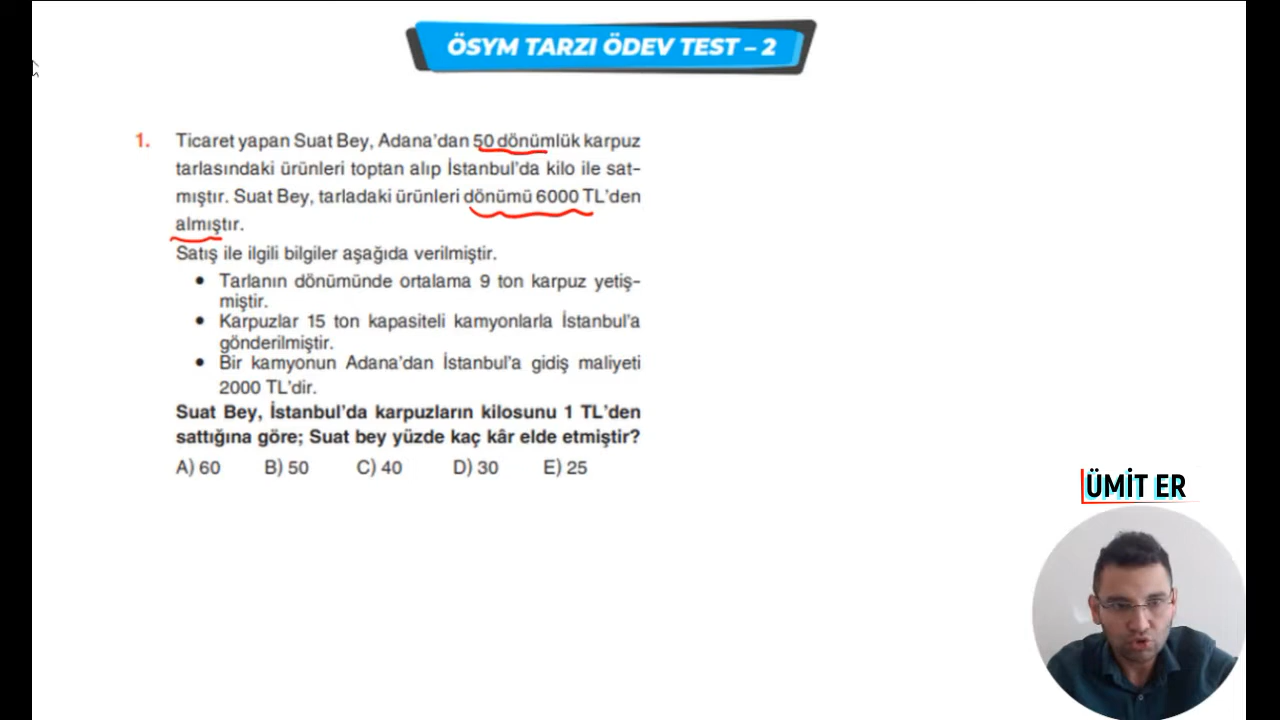 ÖSYM TARZI ÖDEV TEST – 2
1. Ticaret yapan Suat Bey, Adana'dan 50 dönümlük karpuz
tarlasındaki ürünleri toptan alıp İstanbul'da kilo ile sat-
mıştır. Suat Bey, tarladaki ürünleri dönümü 6000 TL'den
almıştır.
Satış ile ilgili bilgiler aşağıda verilmiştir.
• Tarlanın dönümünde ortalama 9 ton karpuz yetiş-
miştir.
• Karpuzlar 15 ton kapasiteli kamyonlarla İstanbul'a
gönderilmiştir.
• Bir kamyonun Adana'dan İstanbul'a gidiş maliyeti
2000 TL'dir.
Suat Bey, İstanbul'da karpuzların kilosunu 1 TL'den
sattığına göre; Suat bey yüzde kaç kâr elde etmiştir?
A) 60 B) 50 C) 40 D) 30 E) 25
ÜMİT ER